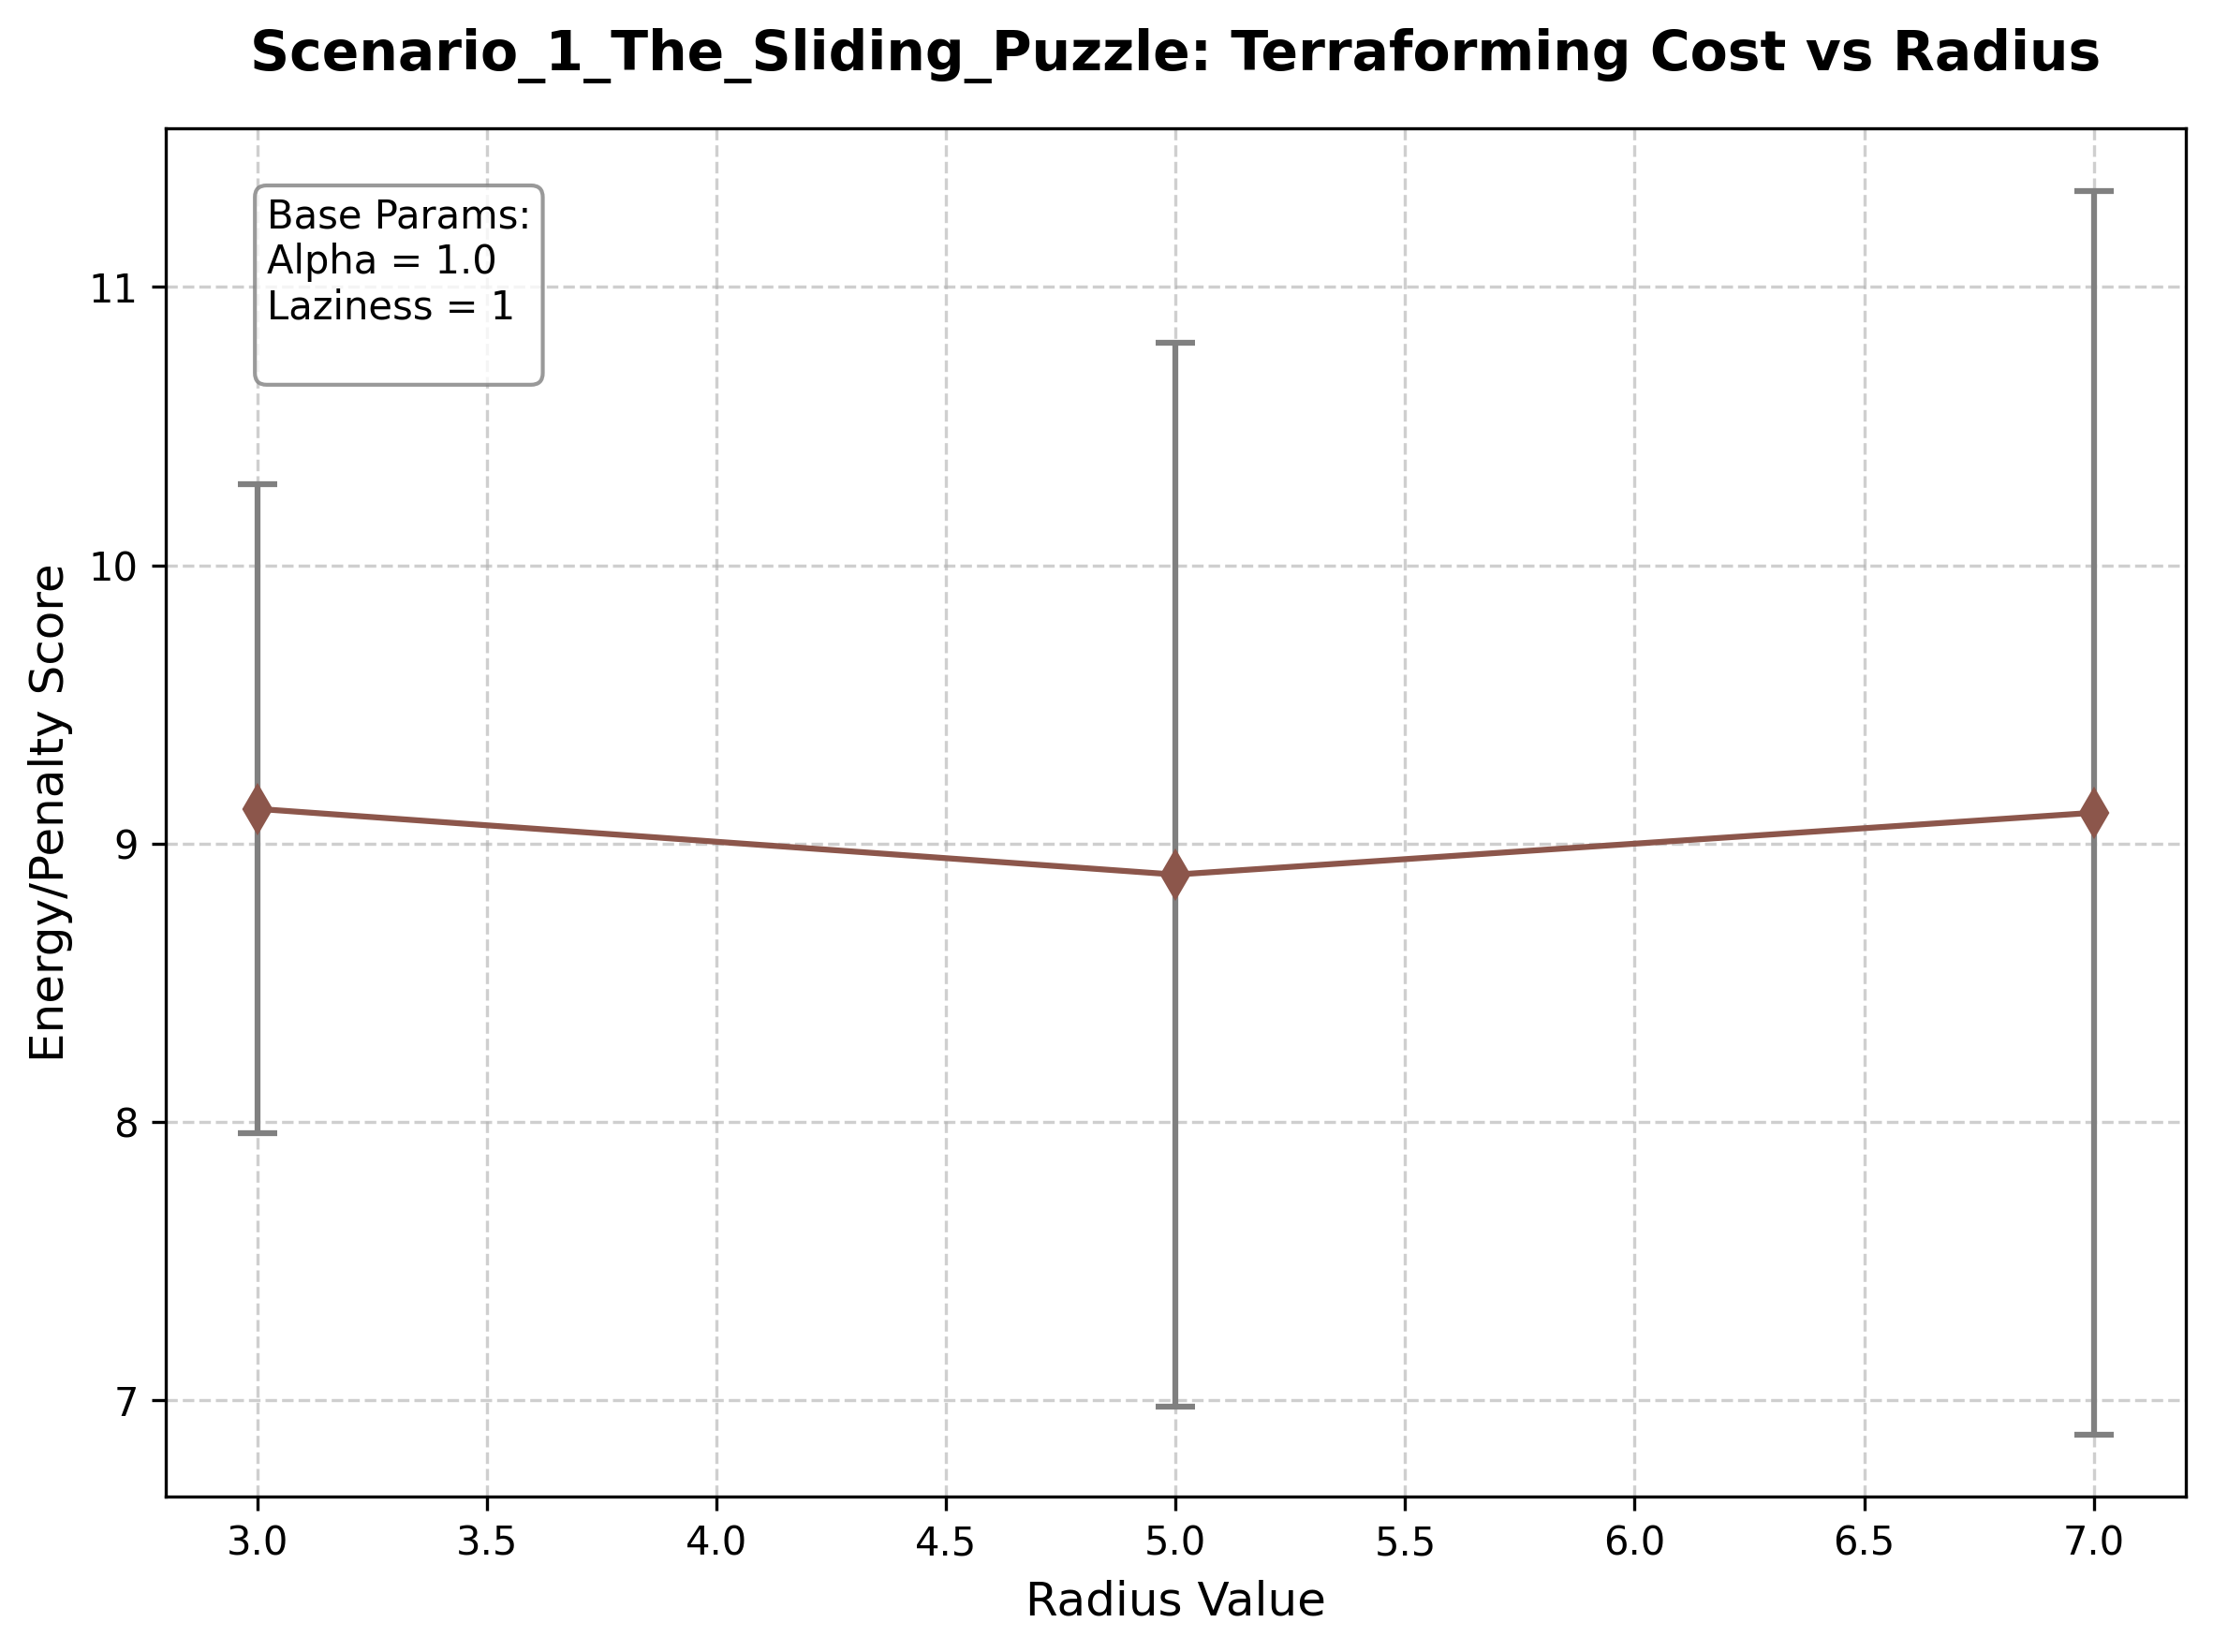 Scenario_1_The_Sliding_Puzzle: Terraforming Cost vs Radius
Base Params:
Alpha = 1.0
Laziness = 1
Energy/Penalty Score
11
10
9
8
7
3.0 3.5 4.0 4.5 5.0 5.5 6.0 6.5 7.0
Radius Value